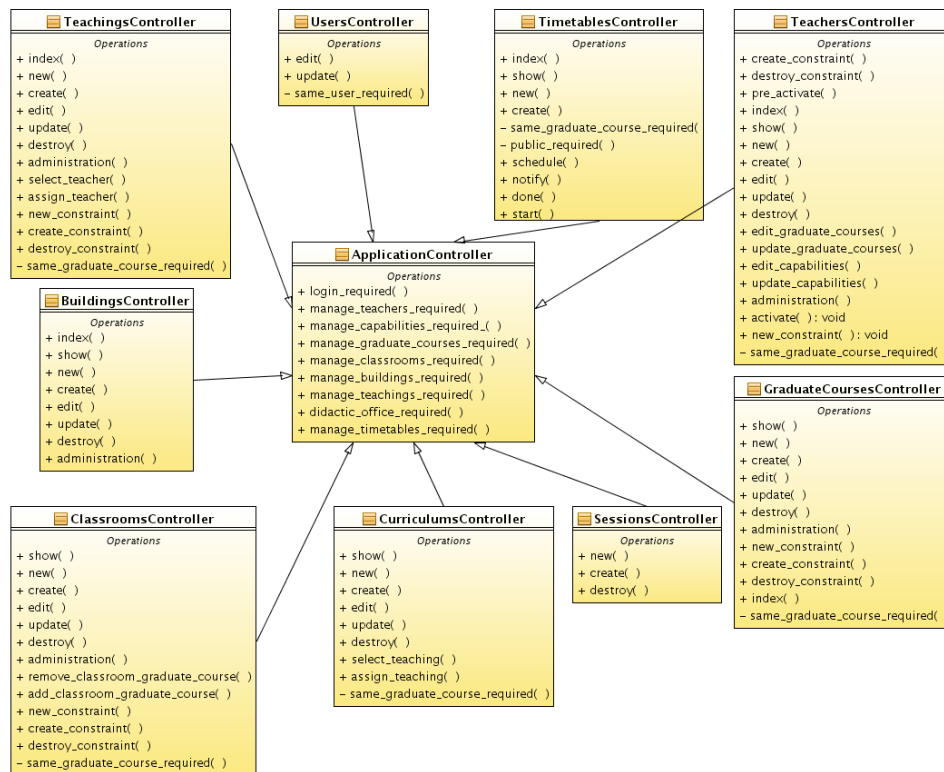 TeachingsController
Operations
+ index( )
+ new( )
+ create( )
+ edit( )
+ update( )
+ destroy( )
+ administration( )
+ select_teacher( )
+ assign_teacher( )
+ new_constraint( )
+ create_constraint( )
+ destroy_constraint( )
− same_graduate_course_required( )
UsersController
Operations
+ edit( )
+ update( )
− same_user_required( )
TimetablesController
Operations
+ index( )
+ show( )
+ new( )
+ create( )
− same_graduate_course_required(
− public_required( )
+ schedule( )
+ notify( )
+ done( )
+ start( )
TeachersController
Operations
+ create_constraint( )
+ destroy_constraint( )
+ pre_activate( )
+ index( )
+ show( )
+ new( )
+ create( )
+ edit( )
+ update( )
+ destroy( )
+ edit_graduate_courses( )
+ update_graduate_courses( )
+ edit_capabilities( )
+ update_capabilities( )
+ administration( )
+ activate( ) : void
+ new_constraint( ) : void
− same_graduate_course_required(
ApplicationController
Operations
+ login_required( )
+ manage_teachers_required( )
+ manage_capabilities_required_( )
+ manage_graduate_courses_required( )
+ manage_classrooms_required( )
+ manage_buildings_required( )
+ manage_teachings_required( )
+ didactic_office_required( )
+ manage_timetables_required( )
BuildingsController
Operations
+ index( )
+ show( )
+ new( )
+ create( )
+ edit( )
+ update( )
+ destroy( )
+ administration( )
GraduateCoursesController
Operations
+ show( )
+ new( )
+ create( )
+ edit( )
+ update( )
+ destroy( )
+ administration( )
+ new_constraint( )
+ create_constraint( )
+ destroy_constraint( )
+ index( )
− same_graduate_course_required(
ClassroomsController
Operations
+ show( )
+ new( )
+ create( )
+ edit( )
+ update( )
+ destroy( )
+ administration( )
+ remove_classroom_graduate_course( )
+ add_classroom_graduate_course( )
+ new_constraint( )
+ create_constraint( )
+ destroy_constraint( )
− same_graduate_course_required( )
CurriculumsController
Operations
+ show( )
+ new( )
+ create( )
+ edit( )
+ update( )
+ destroy( )
+ select_teaching( )
+ assign_teaching( )
− same_graduate_course_required( )
SessionsController
Operations
+ new( )
+ create( )
+ destroy( )